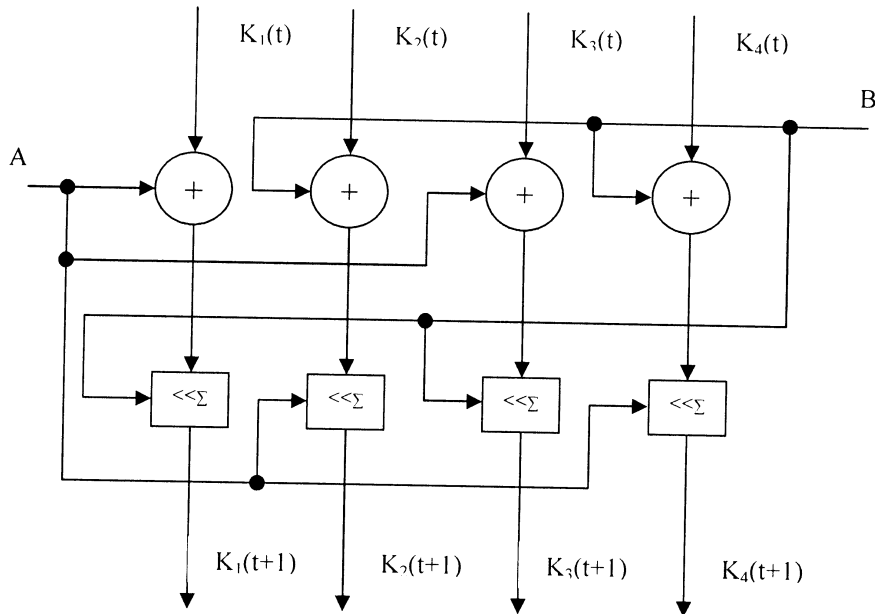 K₁(t) K₂(t) K₃(t) K₄(t)
B
A
+ + + +
<<Σ <<Σ <<Σ <<Σ
K₁(t+1) K₂(t+1) K₃(t+1) K₄(t+1)